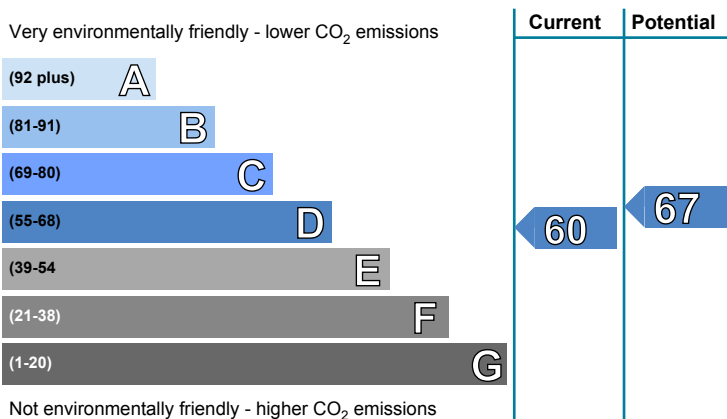 Very environmentally friendly - lower CO2 emissions
Current
Potential
(92 plus) A
(81-91) B
(69-80) C
(55-68) D
(39-54 E
(21-38) F
(1-20) G
60
67
Not environmentally friendly - higher CO2 emissions